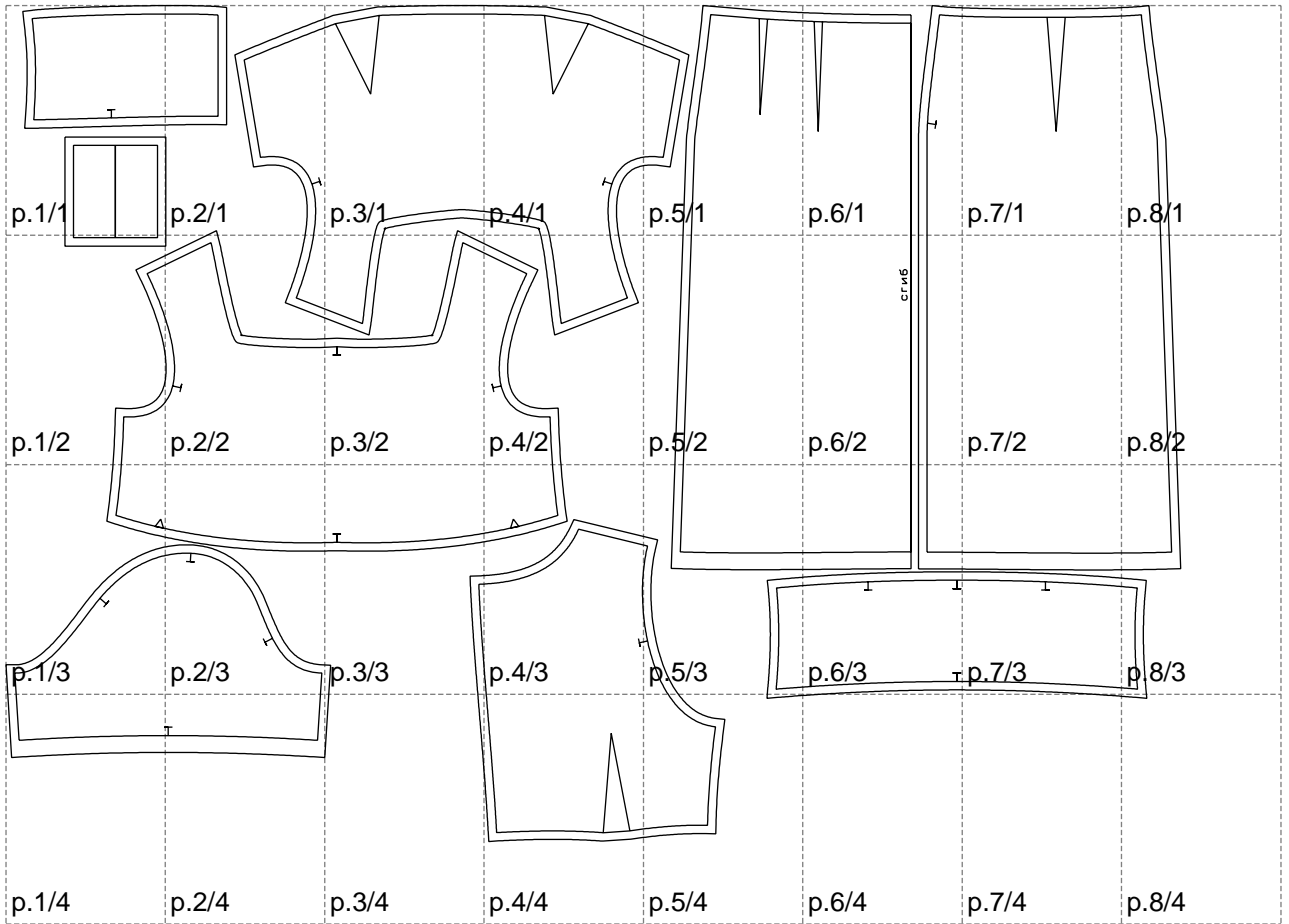 p.1/1 p.2/1 p.3/1 p.4/1 p.5/1 p.6/1 p.7/1 p.8/1
сгиб
p.1/2 p.2/2 p.3/2 p.4/2 p.5/2 p.6/2 p.7/2 p.8/2
p.1/3 p.2/3 p.3/3 p.4/3 p.5/3 p.6/3 p.7/3 p.8/3
p.1/4 p.2/4 p.3/4 p.4/4 p.5/4 p.6/4 p.7/4 p.8/4